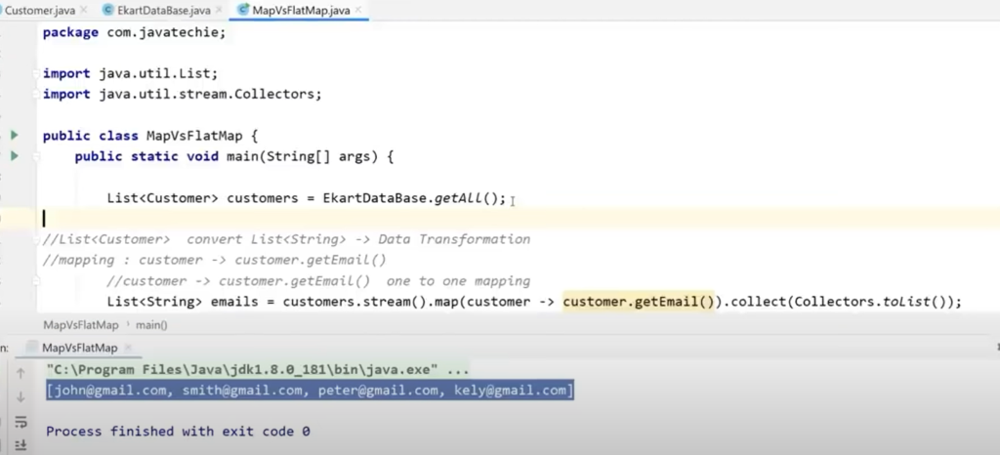 Customer.java EkartDataBase.java MapVsFlatMap.java
package com.javatechie;
import java.util.List;
import java.util.stream.Collectors;
public class MapVsFlatMap {
public static void main(String[] args) {
List<Customer> customers = EkartDataBase.getAll();
//List<Customer>  convert List<String> -> Data Transformation
//mapping : customer -> customer.getEmail()
//customer -> customer.getEmail()  one to one mapping
List<String> emails = customers.stream().map(customer -> customer.getEmail()).collect(Collectors.toList());
MapVsFlatMap › main()
n: MapVsFlatMap
"C:\Program Files\Java\jdk1.8.0_181\bin\java.exe" ...
[john@gmail.com, smith@gmail.com, peter@gmail.com, kely@gmail.com]
Process finished with exit code 0